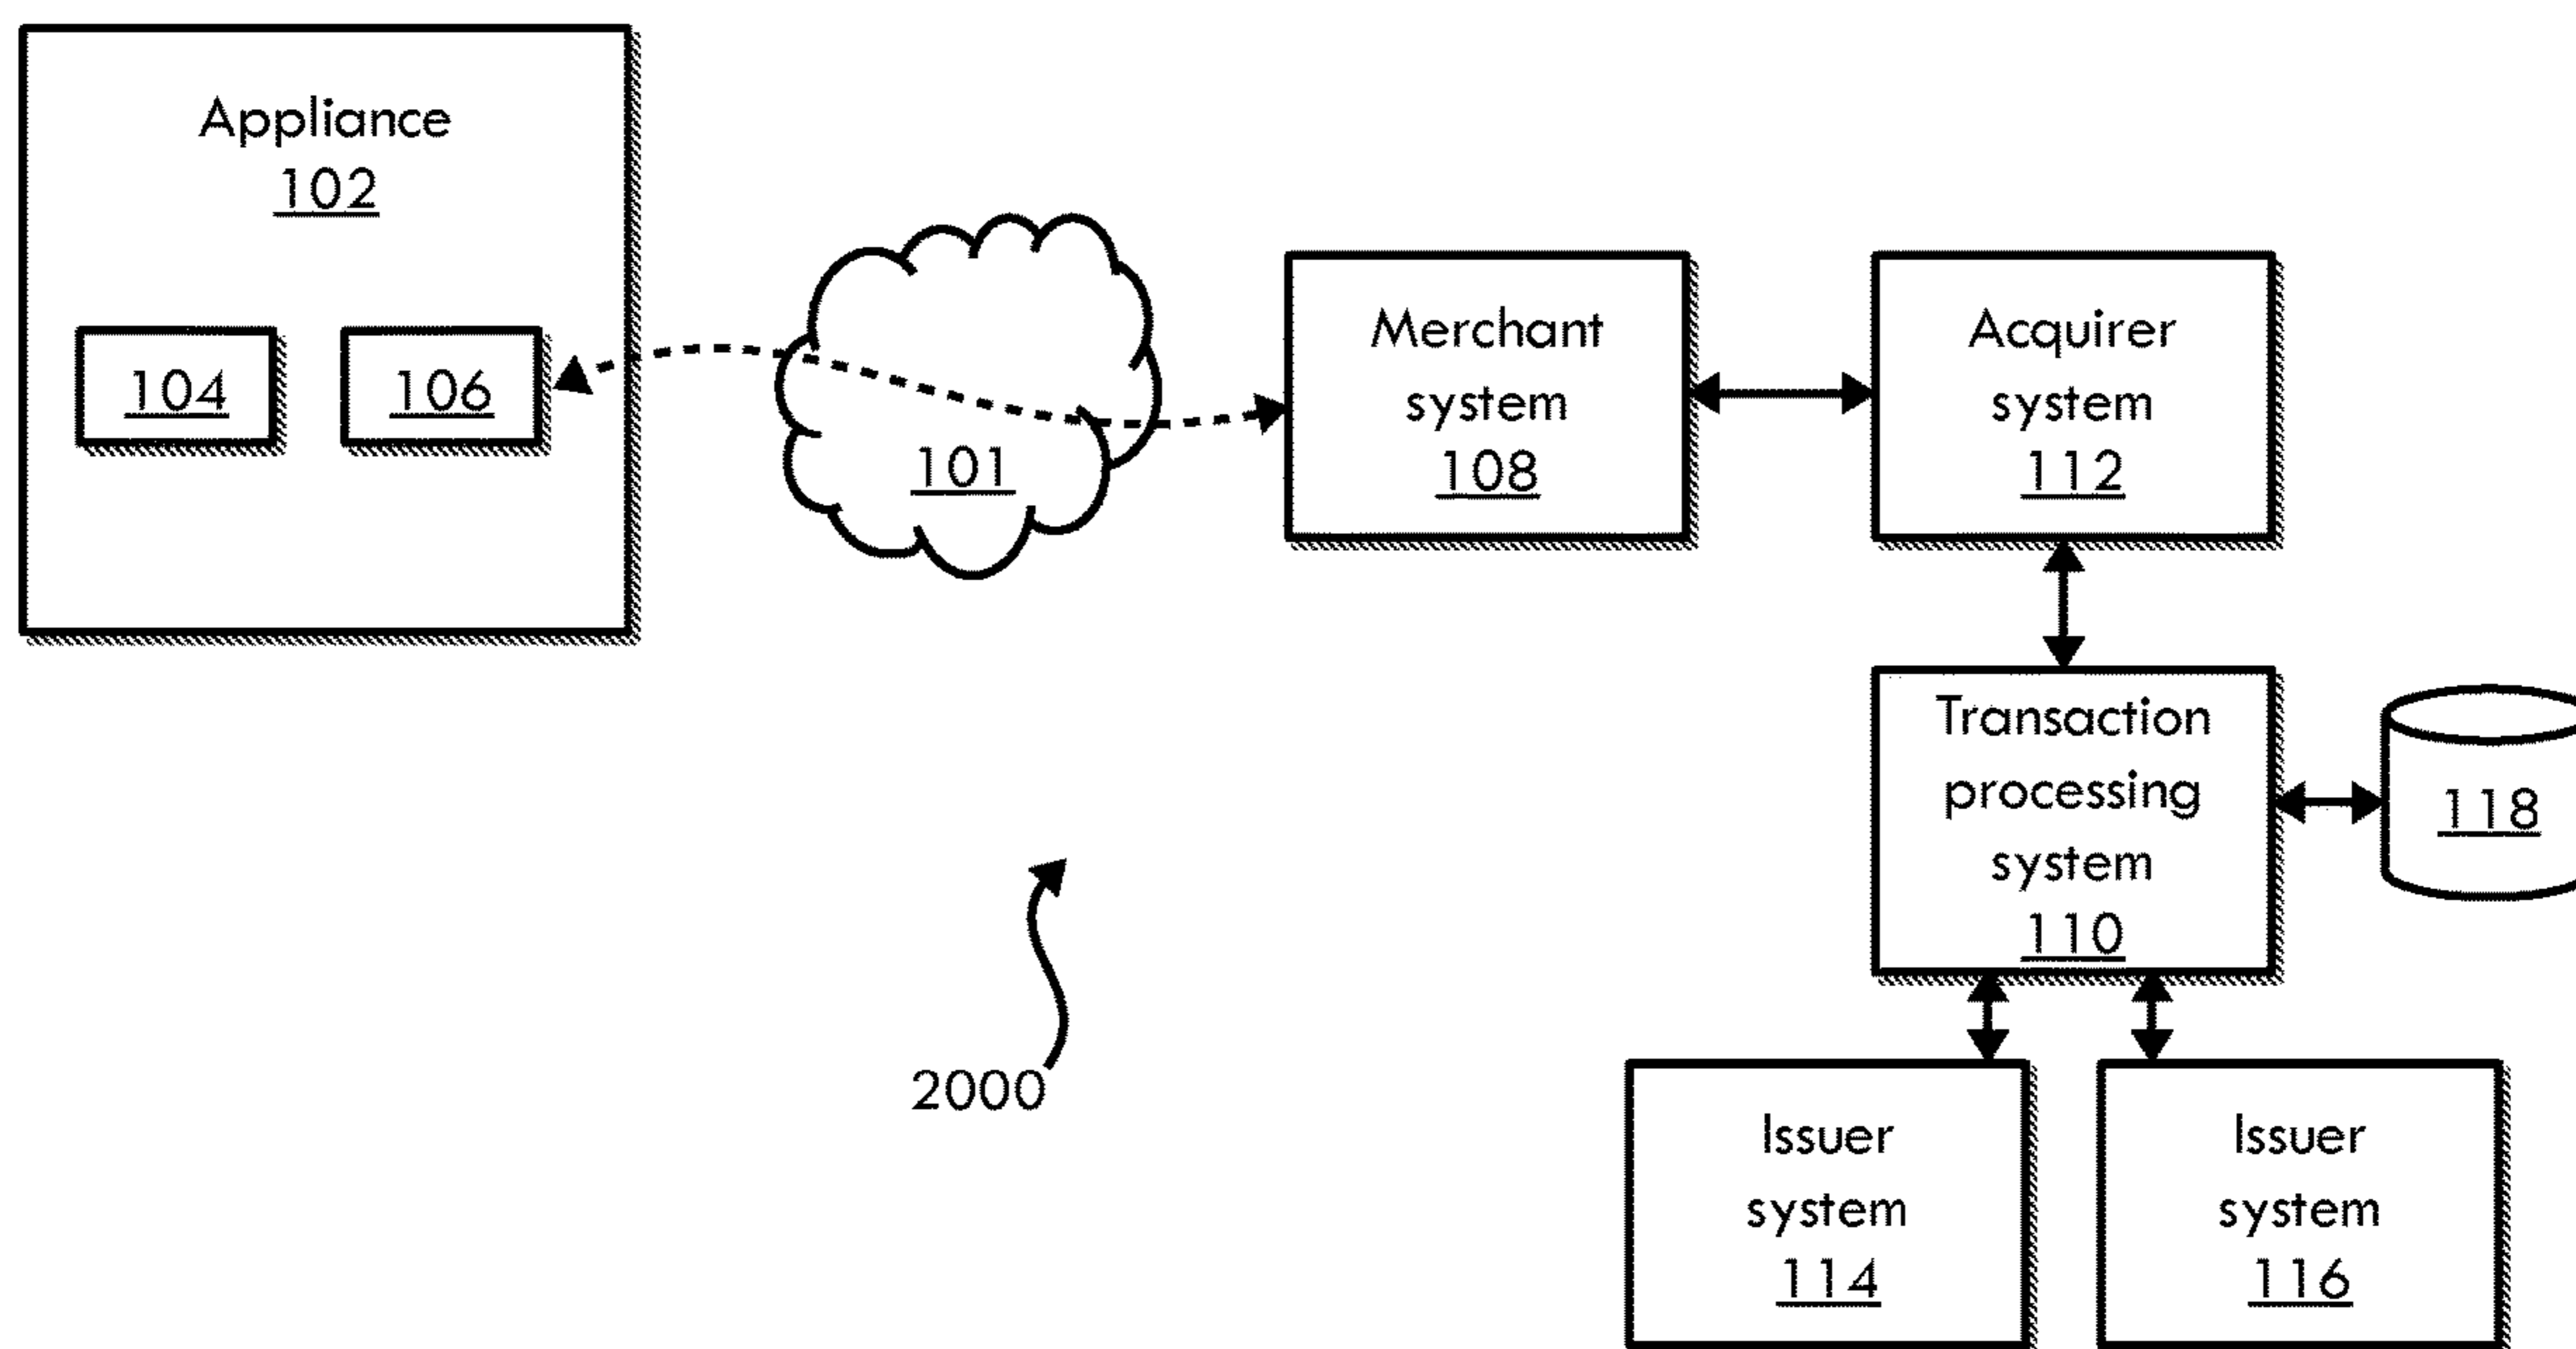 Appliance
102
104
106
101
Merchant
system
108
Acquirer
system
112
Transaction
processing
system
110
118
2000
Issuer
system
114
Issuer
system
116